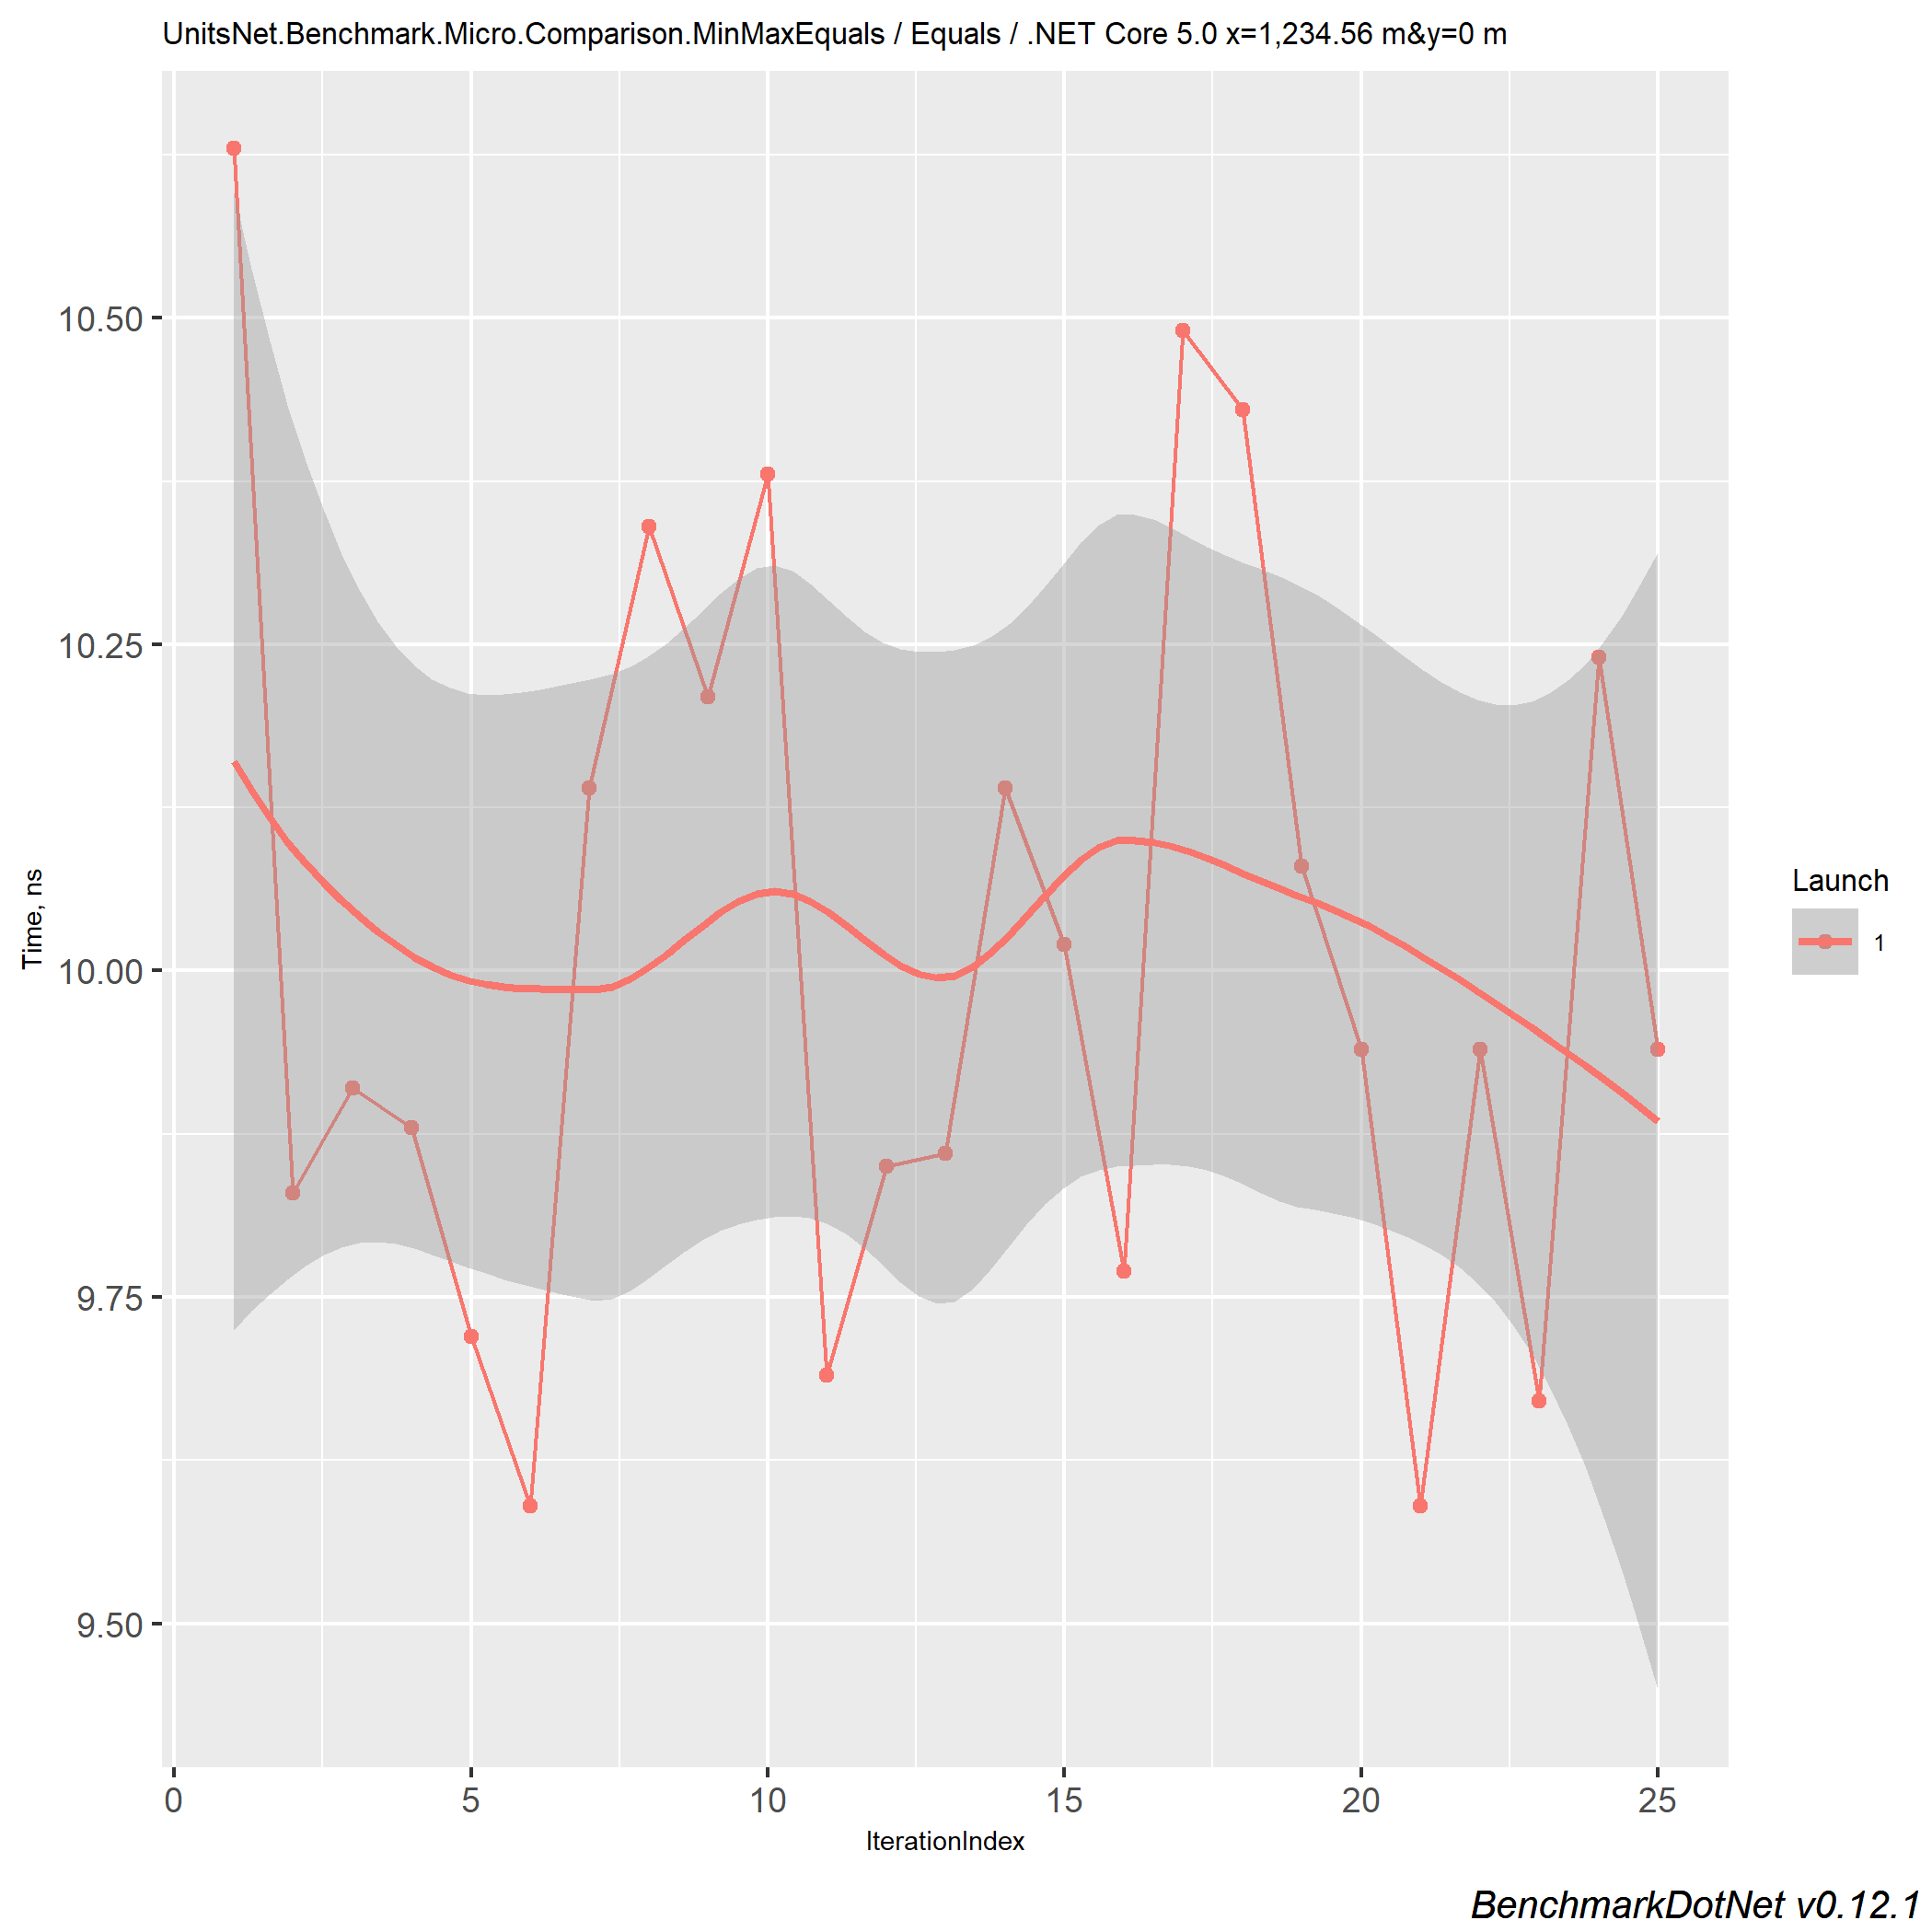 UnitsNet.Benchmark.Micro.Comparison.MinMaxEquals / Equals / .NET Core 5.0 x=1,234.56 m&y=0 m
10.50
10.25
10.00
9.75
9.50
Time, ns
0 5 10 15 20 25
IterationIndex
Launch
1
BenchmarkDotNet v0.12.1